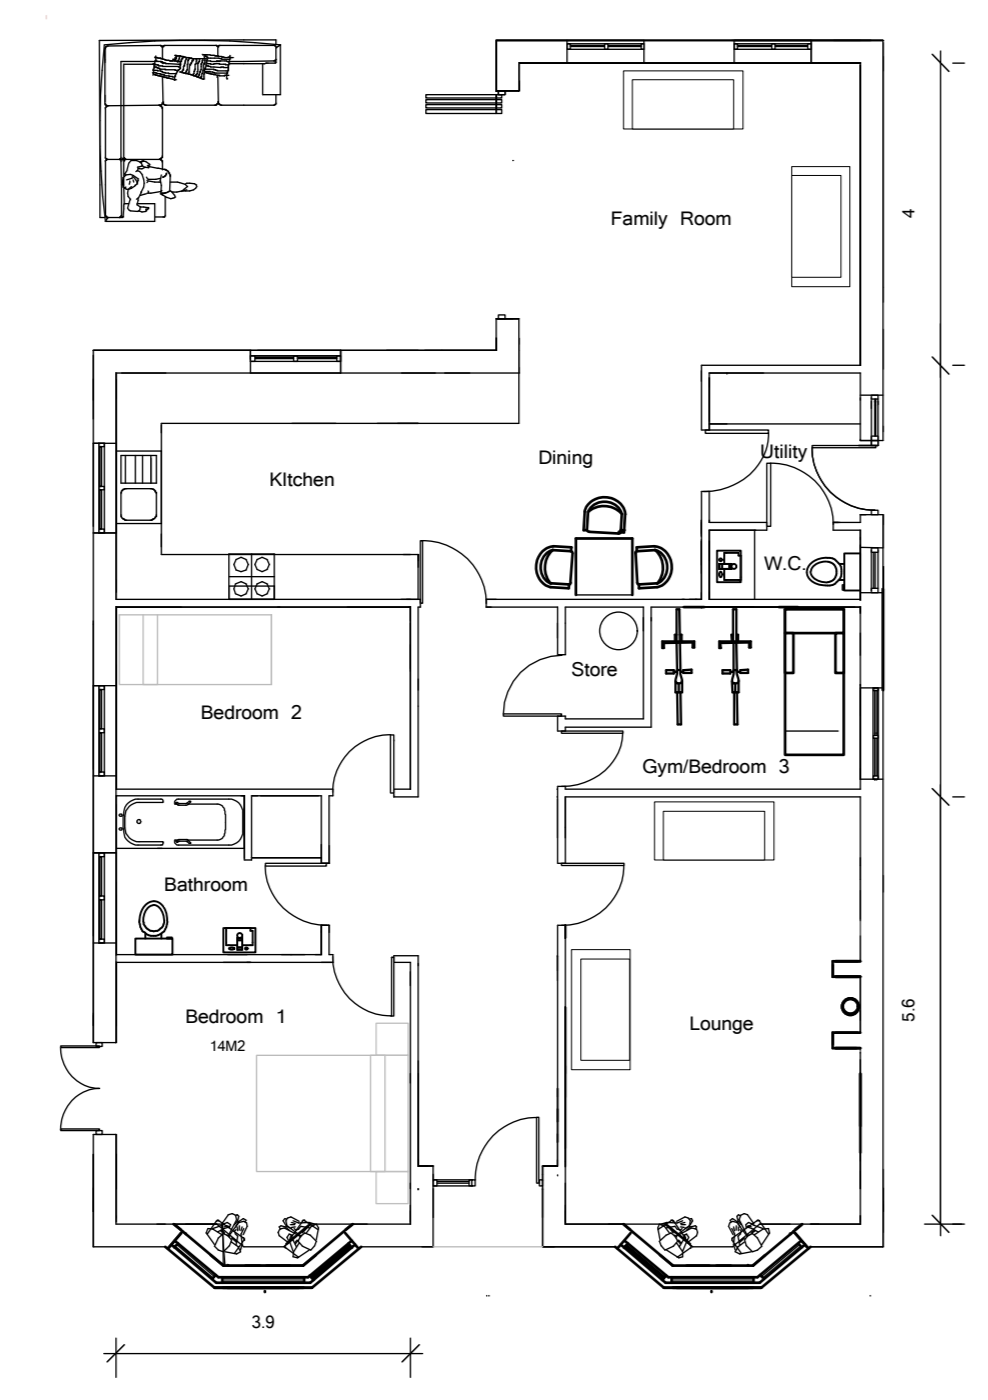 Family Room
4
KItchen
Dining
Utility
W.C.
Store
Bedroom 2
Gym/Bedroom 3
Bathroom
Bedroom 1
14M2
Lounge
5.6
3.9